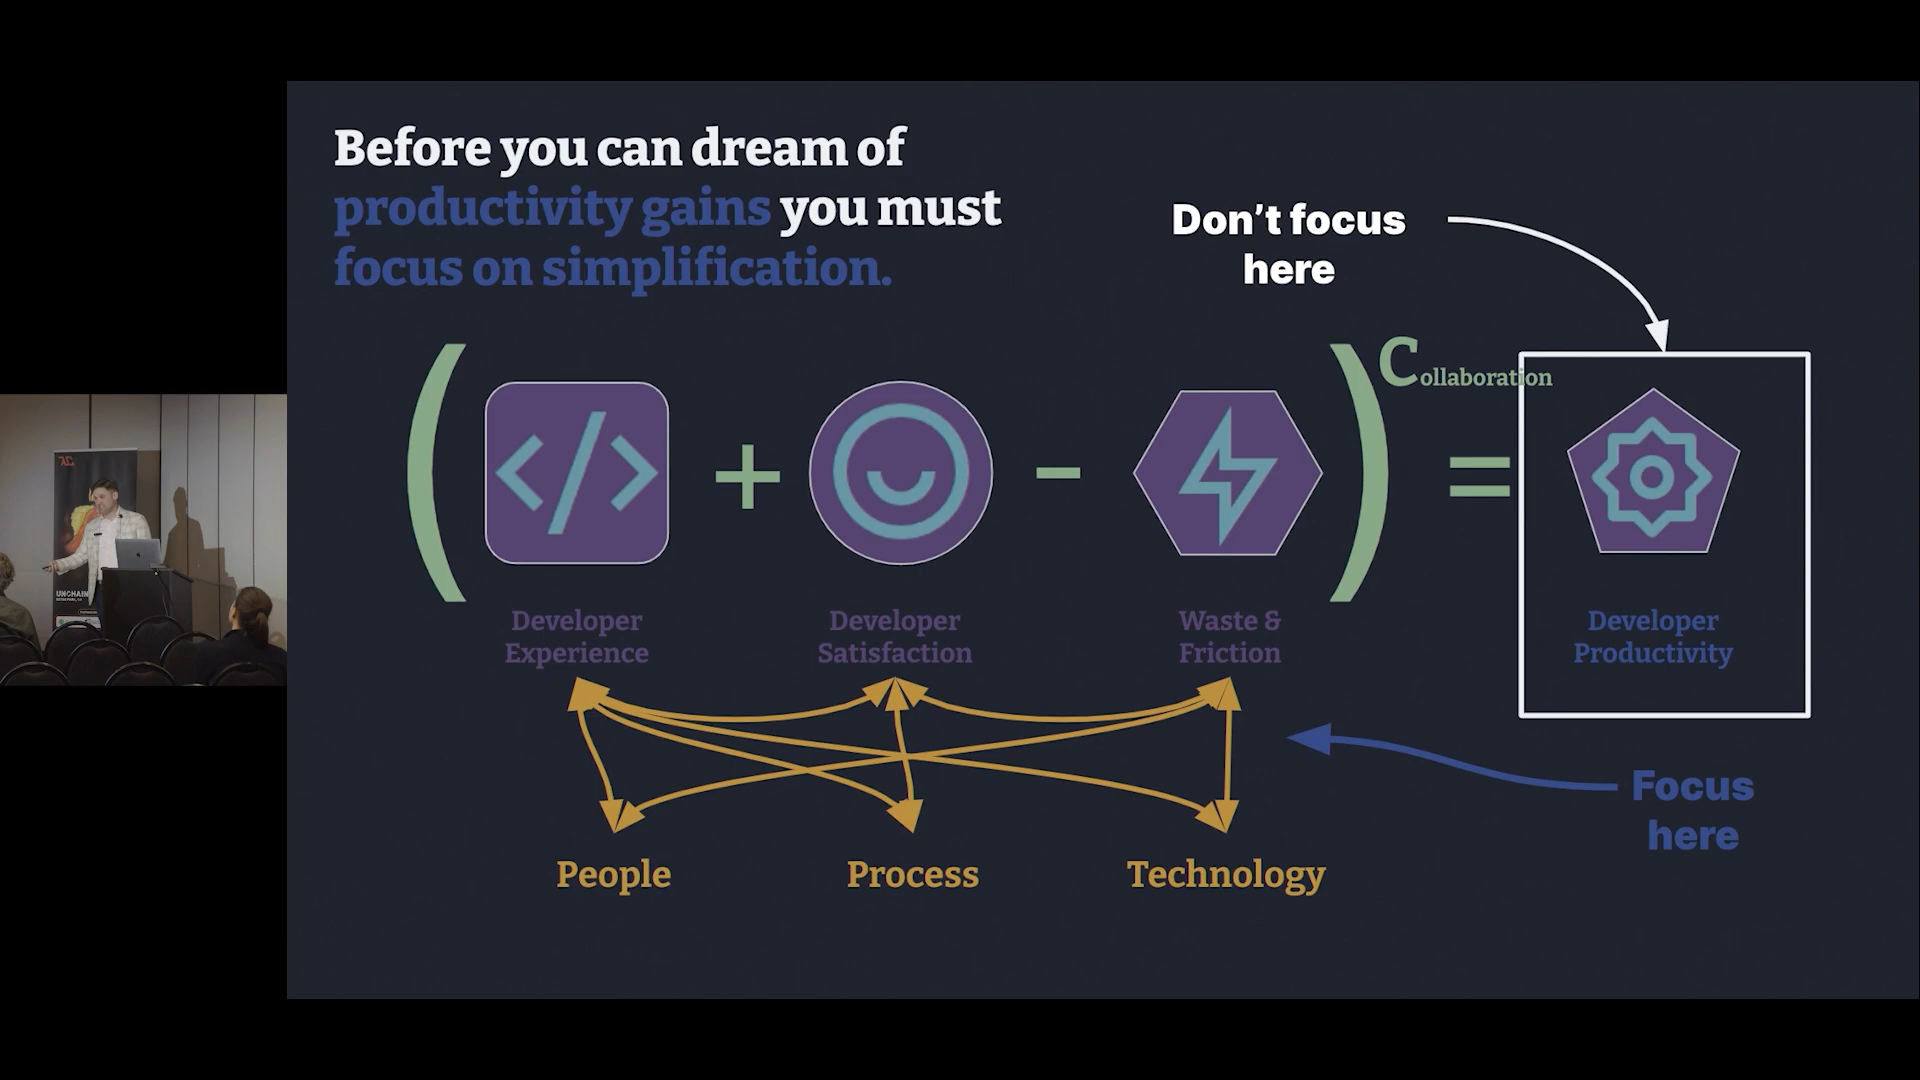 Before you can dream of
productivity gains you must
focus on simplification.
Don't focus
here
Collaboration
Developer
Experience
Developer
Satisfaction
Waste &
Friction
Developer
Productivity
Focus
here
People
Process
Technology
UNCHAIN